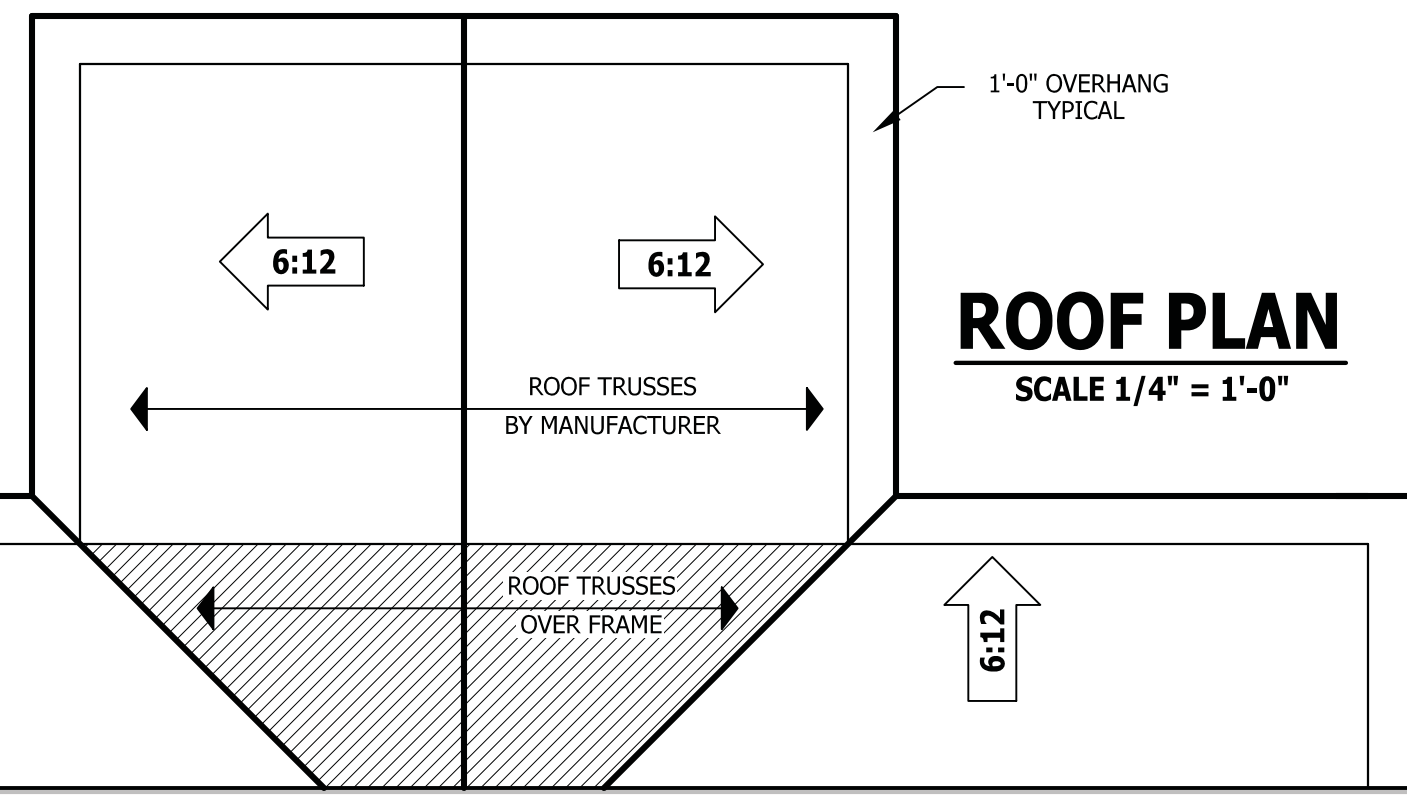 1'-0" OVERHANG
TYPICAL
6:12
6:12
ROOF PLAN
SCALE 1/4" = 1'-0"
ROOF TRUSSES
BY MANUFACTURER
ROOF TRUSSES
OVER FRAME
6:12